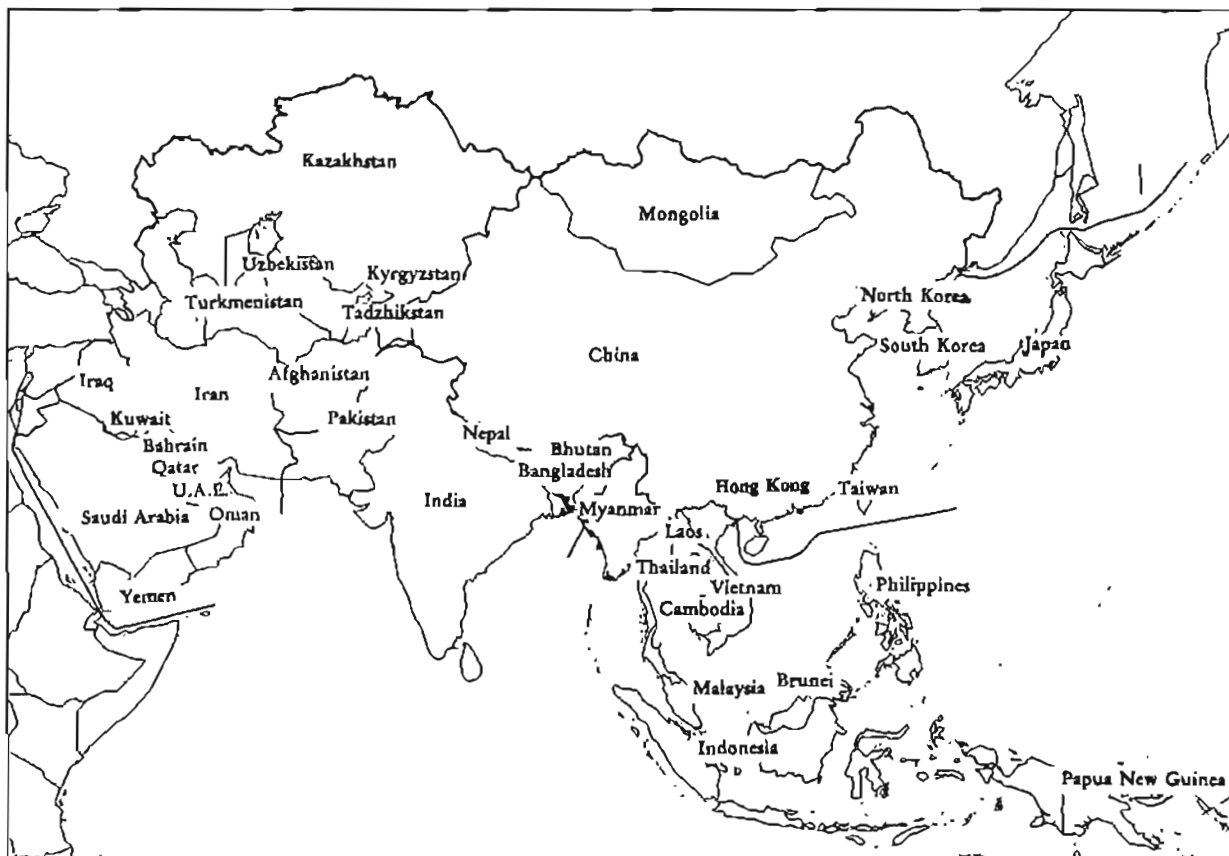 Kazakhstan
Mongolia
Uzbekistan
Kyrgyzstan
Turkmenistan
Tadzhikstan
North Korea
South Korea
Japan
China
Afghanistan
Iraq
Iran
Kuwait
Pakistan
Bahrain
Nepal
Bhutan
Qatar
Bangladesh
U.A.E.
India
Hong Kong
Taiwan
Saudi Arabia
Oman
Myanmar
Laos
Thailand
Vietnam
Philippines
Yemen
Cambodia
Malaysia
Brunei
Indonesia
Papua New Guinea